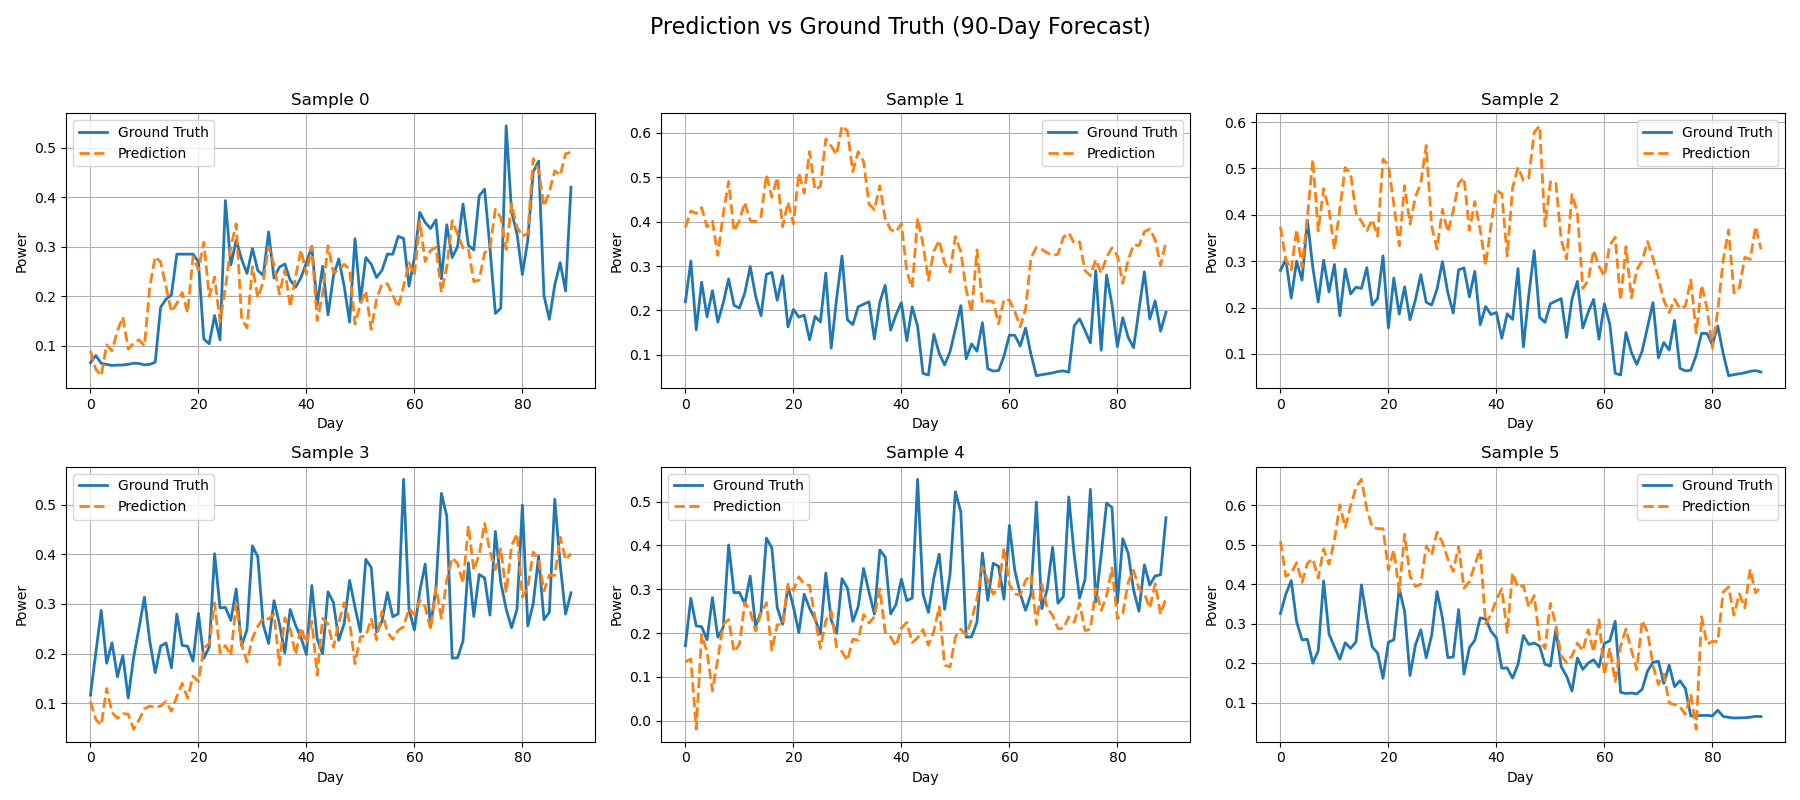 Prediction vs Ground Truth (90-Day Forecast)
Sample 0
Power
0.5
0.4
0.3
0.2
0.1
Ground Truth
Prediction
0 20 40 60 80
Day
Sample 1
Power
0.6
0.5
0.4
0.3
0.2
0.1
Ground Truth
Prediction
0 20 40 60 80
Day
Sample 2
Power
0.6
0.5
0.4
0.3
0.2
0.1
Ground Truth
Prediction
0 20 40 60 80
Day
Sample 3
Power
0.5
0.4
0.3
0.2
0.1
Ground Truth
Prediction
0 20 40 60 80
Day
Sample 4
Power
0.5
0.4
0.3
0.2
0.1
0.0
Ground Truth
Prediction
0 20 40 60 80
Day
Sample 5
Power
0.6
0.5
0.4
0.3
0.2
0.1
Ground Truth
Prediction
0 20 40 60 80
Day